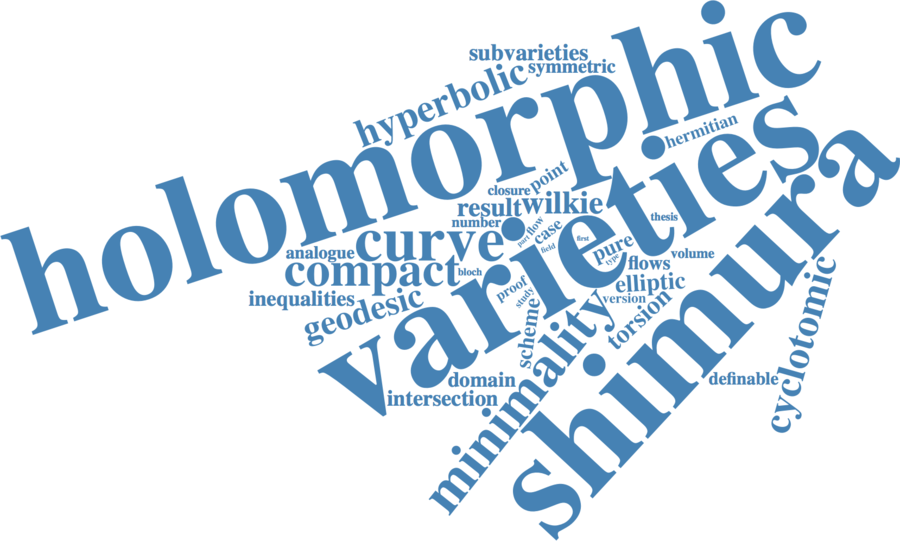 subvarieties
symmetric
hyperbolic
holomorphic
hermitian
varieties
shimura
point
closure
result
wilkie
number
flow
part
case
field
first
thesis
curve
analogue
compact
bloch
pure
type
volume
flows
inequalities
geodesic
proof
study
elliptic
version
torsion
scheme
minimality
cyclotomic
domain
intersection
definable